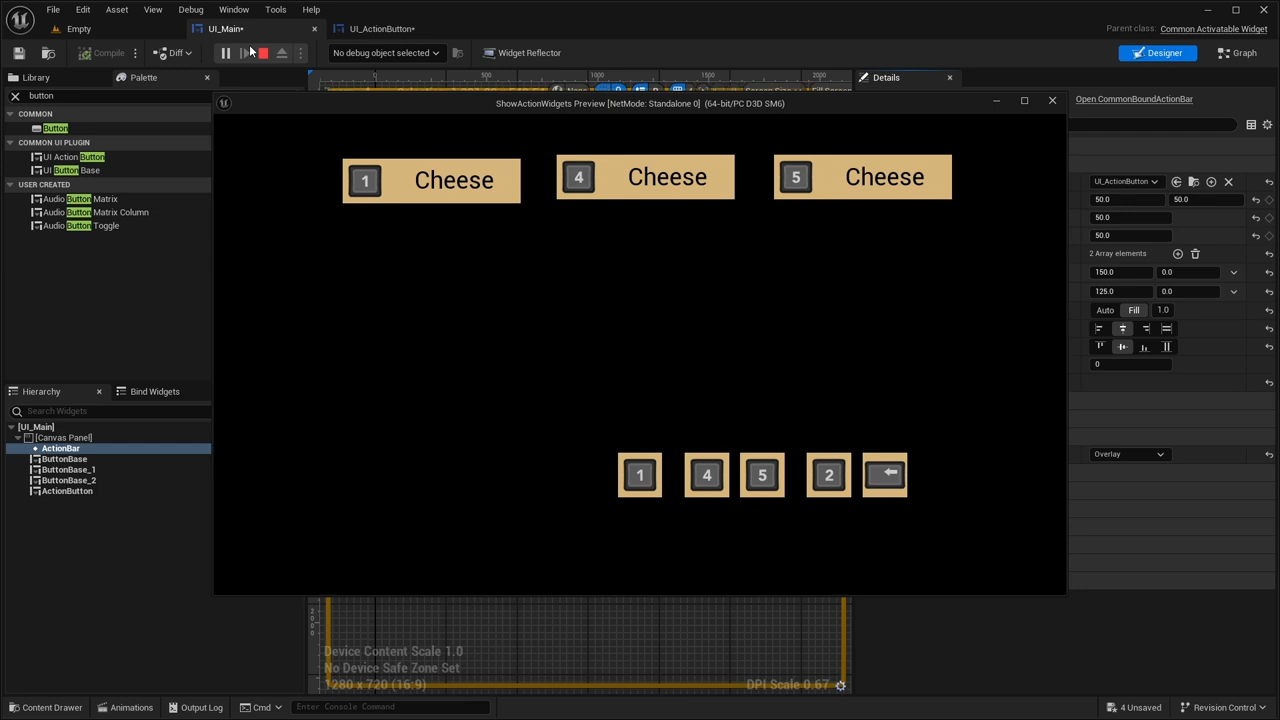 File Edit Asset View Debug Window Tools Help
Empty UI_Main* UI_ActionButton* Parent class: Common Activatable Widget
Compile Diff No debug object selected Widget Reflector Designer Graph
Library Palette 0 500 1000 1500 2000 Details
button
ShowActionWidgets Preview [NetMode: Standalone 0] (64-bit/PC D3D SM6)
Open CommonBoundActionBar
COMMON
Button
COMMON UI PLUGIN
UI Action Button
UI Button Base
USER CREATED
Audio Button Matrix
Audio Button Matrix Column
Audio Button Toggle
1 Cheese
4 Cheese
5 Cheese
UI_ActionButton
50.0 50.0
50.0
50.0
2 Array elements
150.0 0.0
125.0 0.0
Auto Fill 1.0
0
Overlay
Hierarchy Bind Widgets
Search Widgets
[UI_Main]
[Canvas Panel]
ActionBar
ButtonBase
ButtonBase_1
ButtonBase_2
ActionButton
1 4 5 2
Device Content Scale 1.0
No Device Safe Zone Set
1280 x 720 (16:9) DPI Scale 0.67
Content Drawer Animations Output Log Cmd Enter Console Command 4 Unsaved Revision Control